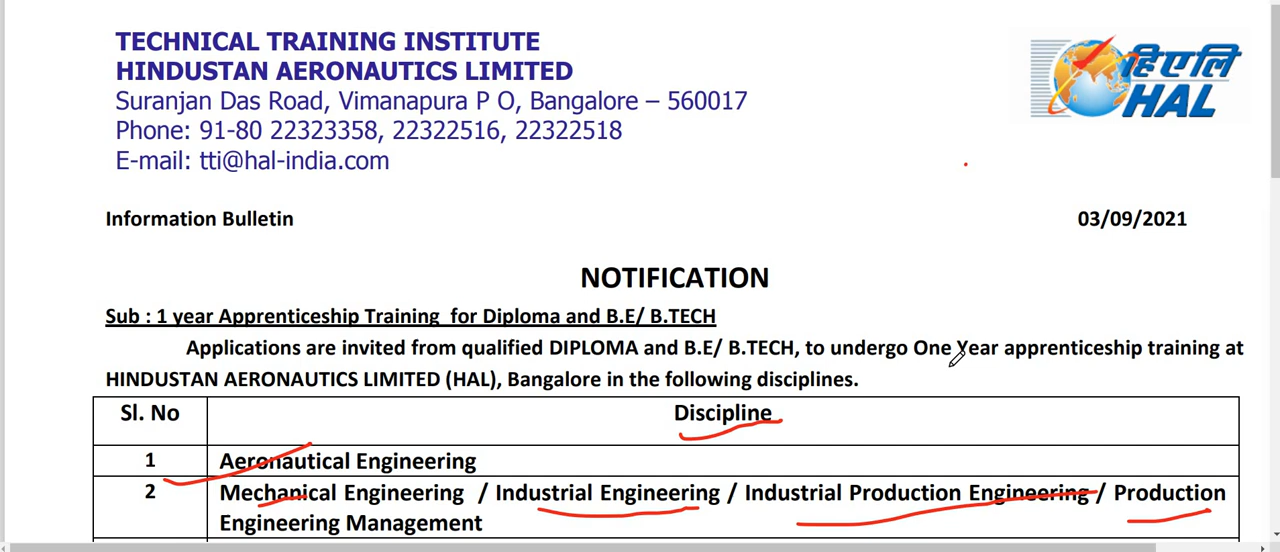 TECHNICAL TRAINING INSTITUTE
HINDUSTAN AERONAUTICS LIMITED
Suranjan Das Road, Vimanapura P O, Bangalore – 560017
Phone: 91-80 22323358, 22322516, 22322518
E-mail: tti@hal-india.com
हिएलि
HAL
Information Bulletin 03/09/2021
NOTIFICATION
Sub : 1 year Apprenticeship Training for Diploma and B.E/ B.TECH
Applications are invited from qualified DIPLOMA and B.E/ B.TECH, to undergo One Year apprenticeship training at
HINDUSTAN AERONAUTICS LIMITED (HAL), Bangalore in the following disciplines.
Sl. No Discipline
1 Aeronautical Engineering
2 Mechanical Engineering / Industrial Engineering / Industrial Production Engineering / Production
Engineering Management